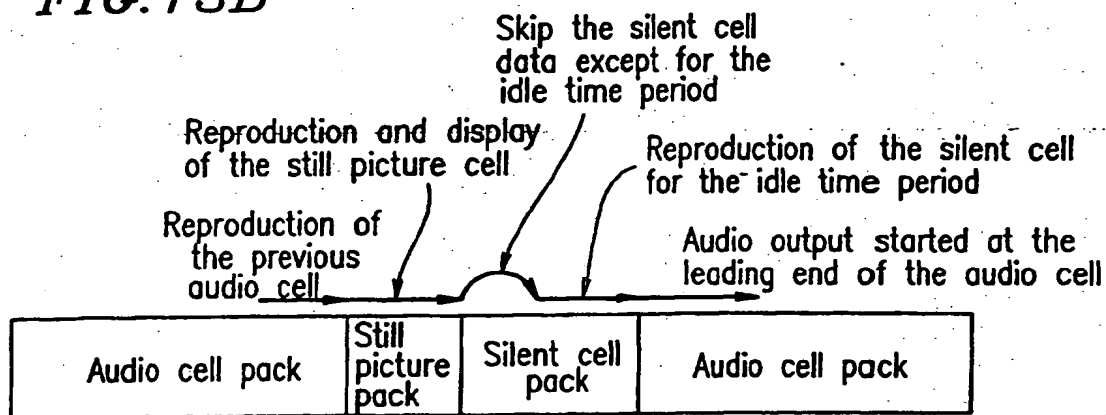 Skip the silent cell
data except for the
idle time period
Reproduction and display
of the still picture cell
Reproduction of the silent cell
for the idle time period
Reproduction of
the previous
audio cell
Audio output started at the
leading end of the audio cell
Audio cell pack
Still
picture
pack
Silent cell
pack
Audio cell pack